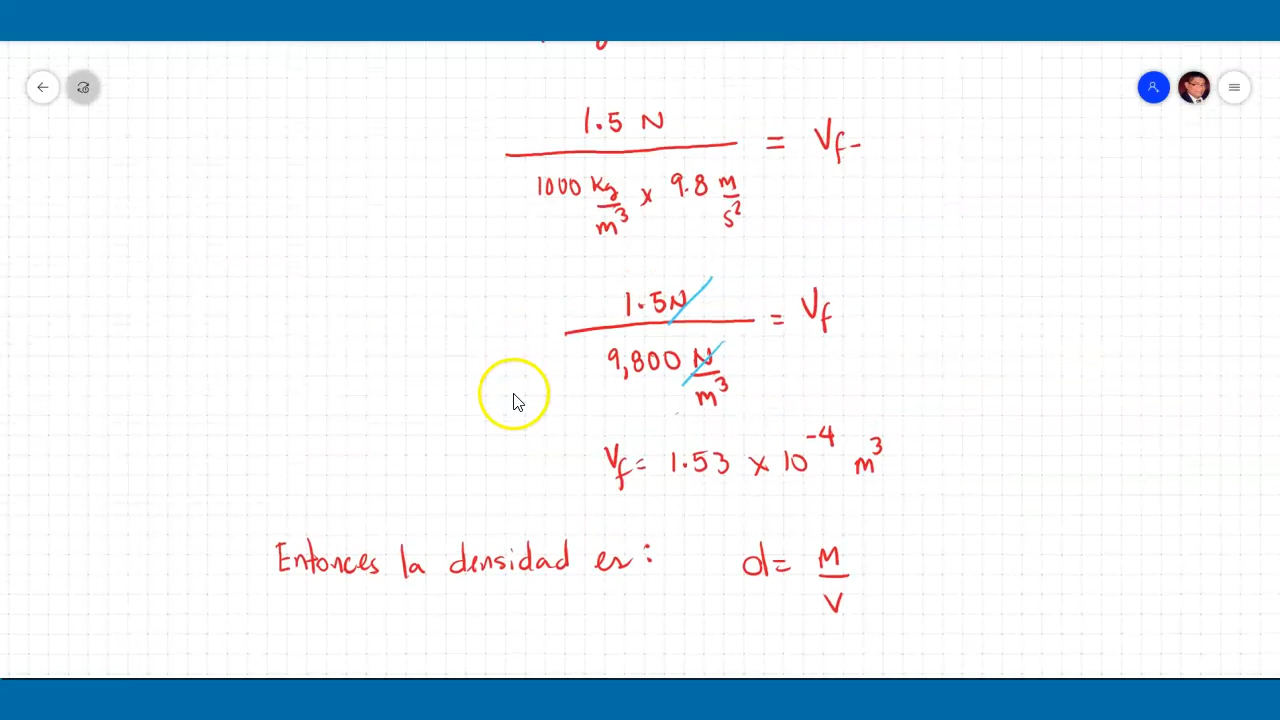 1.5 N
1000 Kg/m³ x 9.8 m/s² = Vf
1.5N
9,800 N/m³ = Vf
Vf = 1.53 x 10⁻⁴ m³
Entonces la densidad es: d = M/V